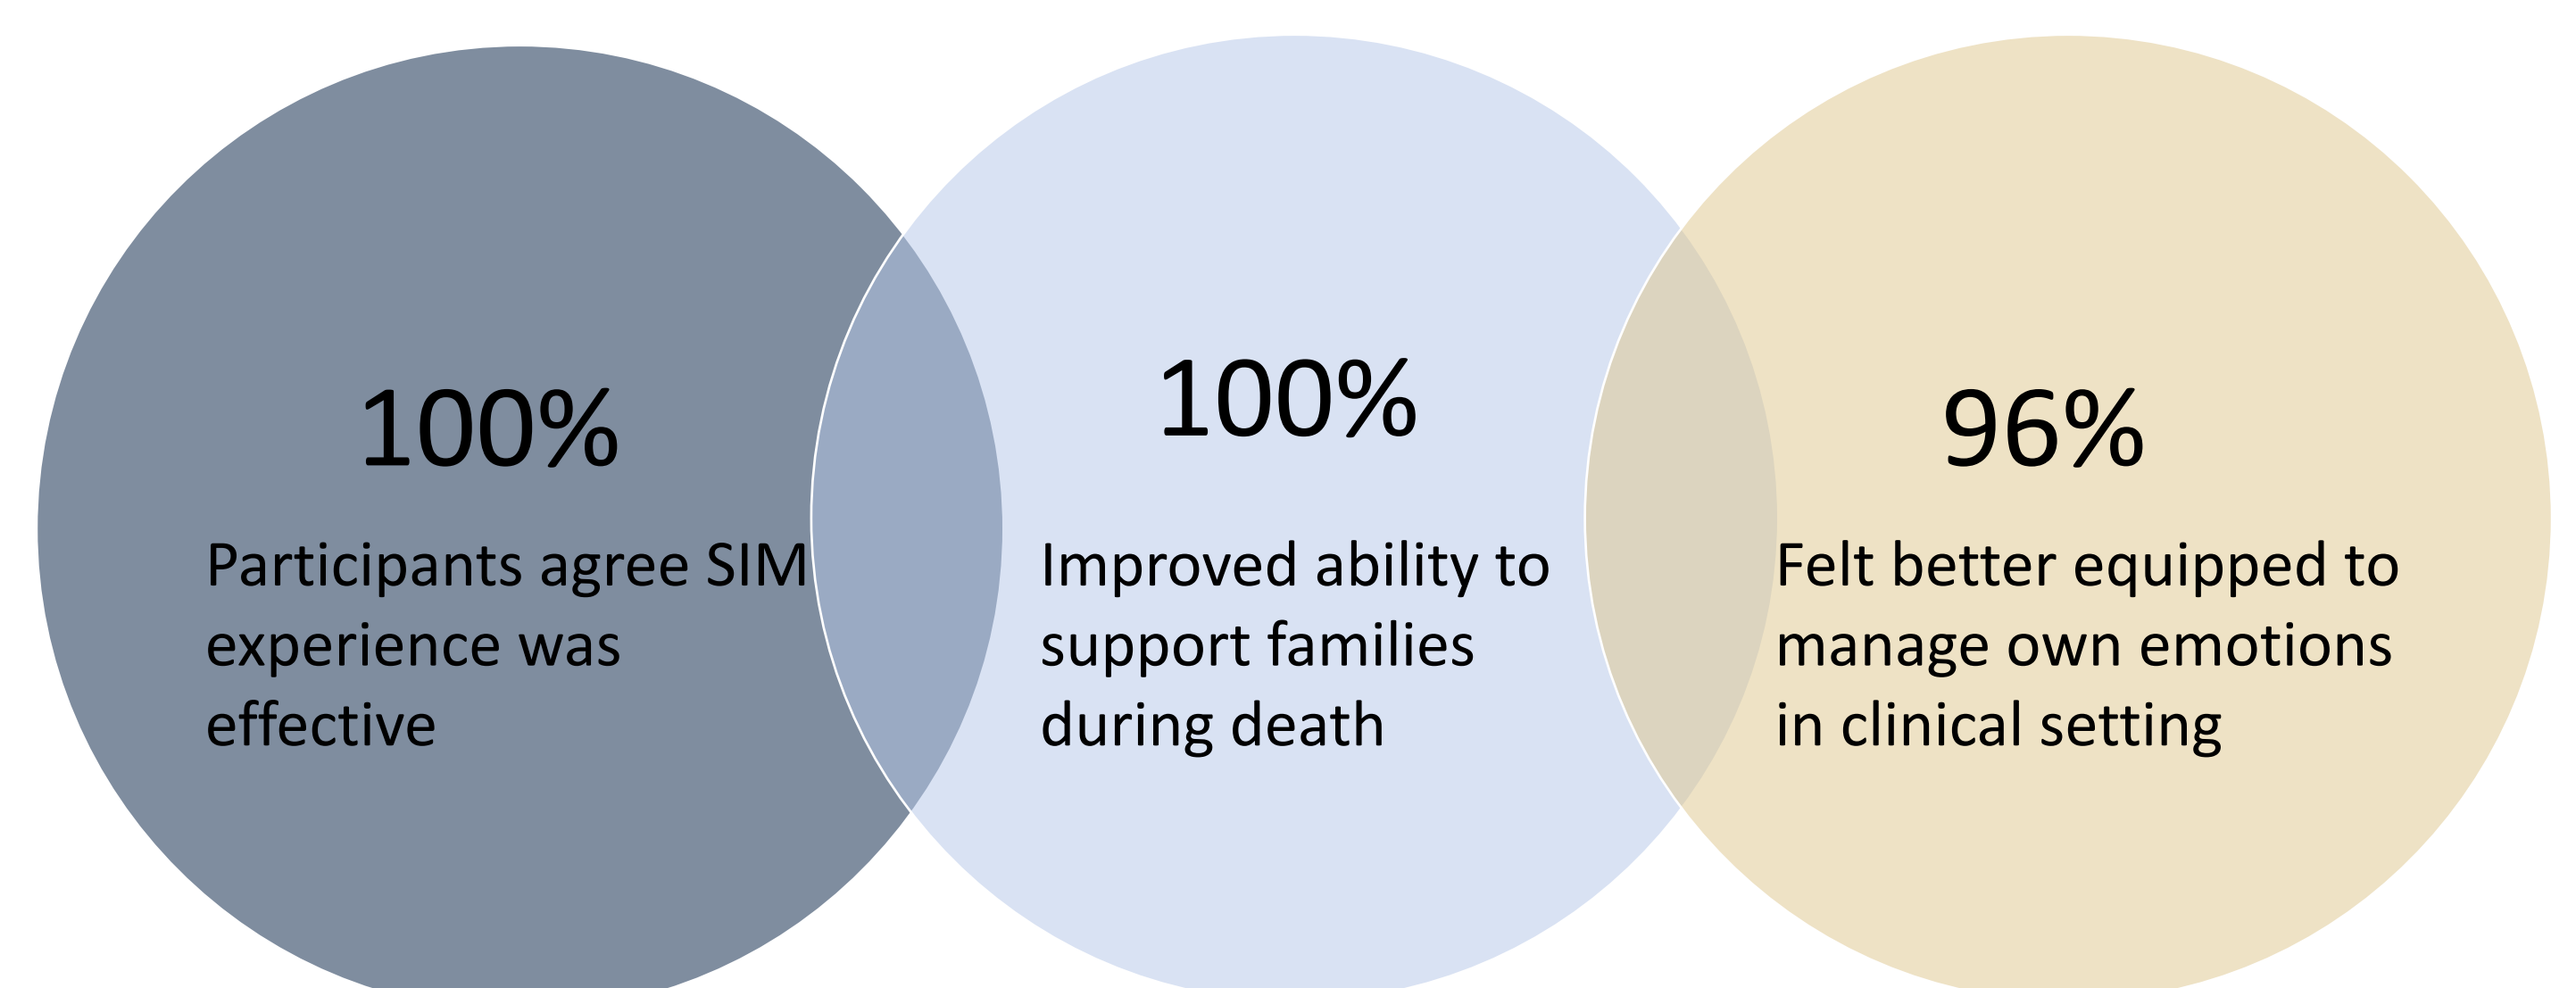 100%
Participants agree SIM
experience was
effective
100%
Improved ability to
support families
during death
96%
Felt better equipped to
manage own emotions
in clinical setting